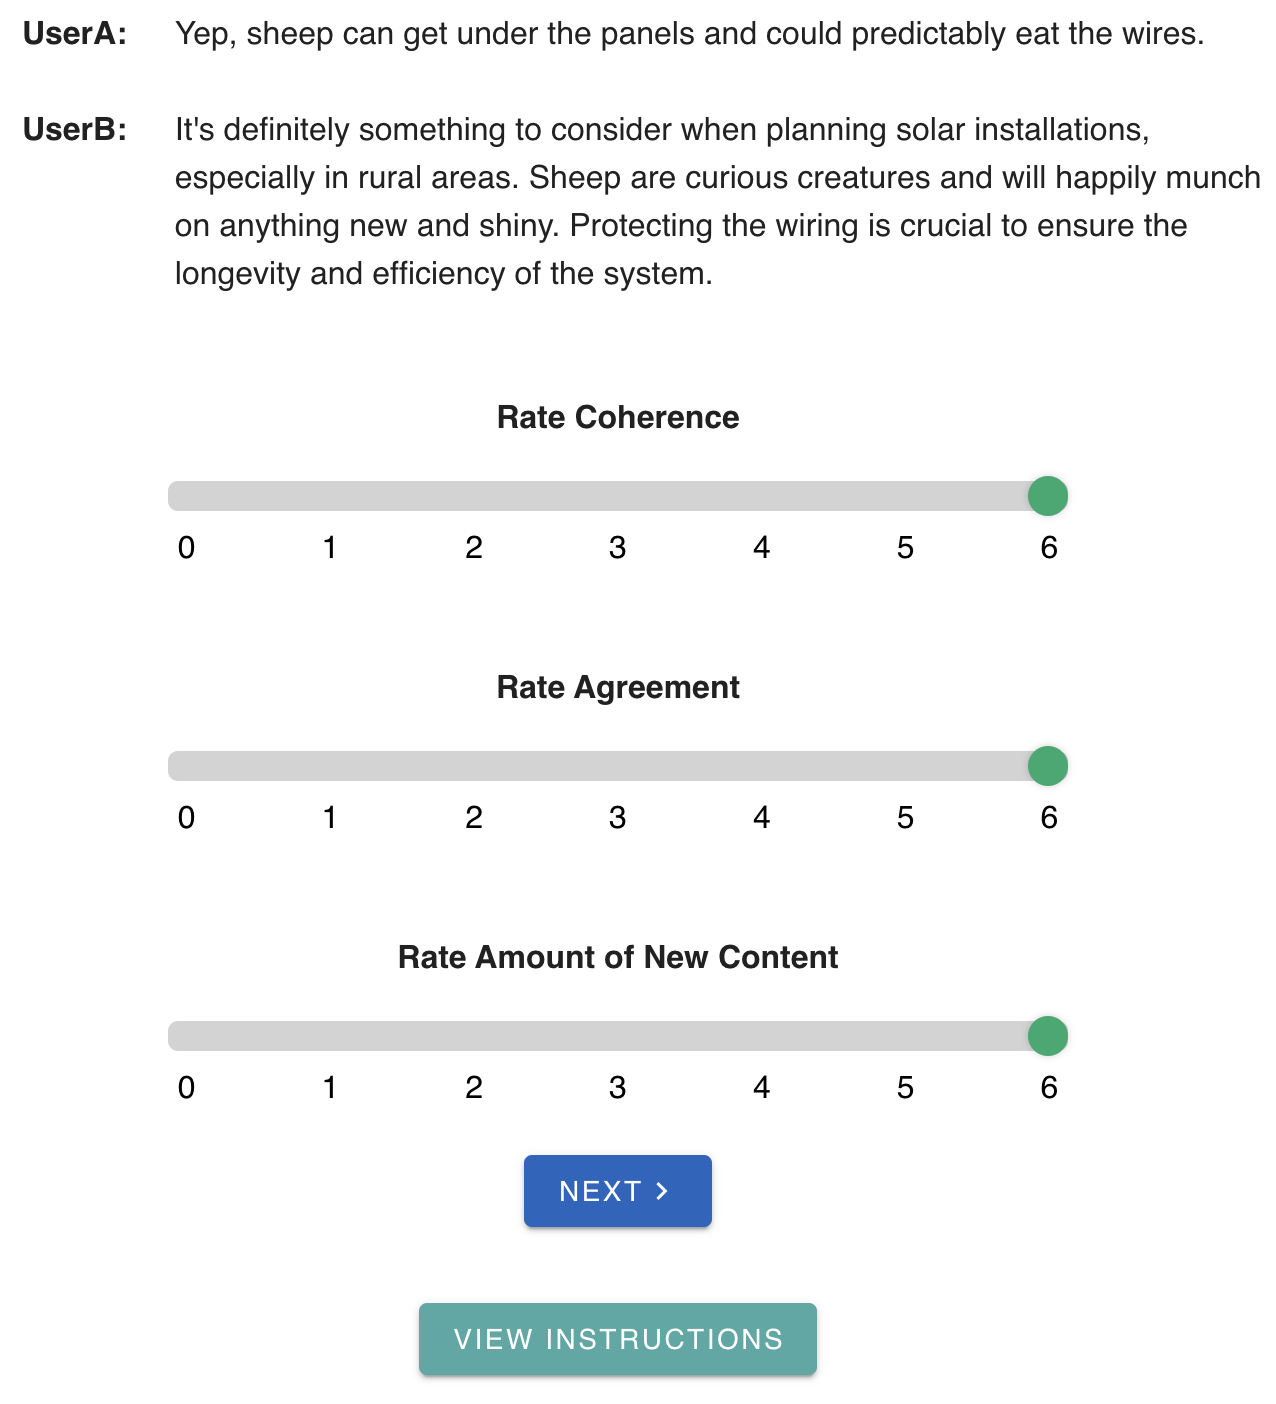 UserA: Yep, sheep can get under the panels and could predictably eat the wires.
UserB: It's definitely something to consider when planning solar installations,
especially in rural areas. Sheep are curious creatures and will happily munch
on anything new and shiny. Protecting the wiring is crucial to ensure the
longevity and efficiency of the system.
Rate Coherence
0 1 2 3 4 5 6
Rate Agreement
0 1 2 3 4 5 6
Rate Amount of New Content
0 1 2 3 4 5 6
NEXT >
VIEW INSTRUCTIONS